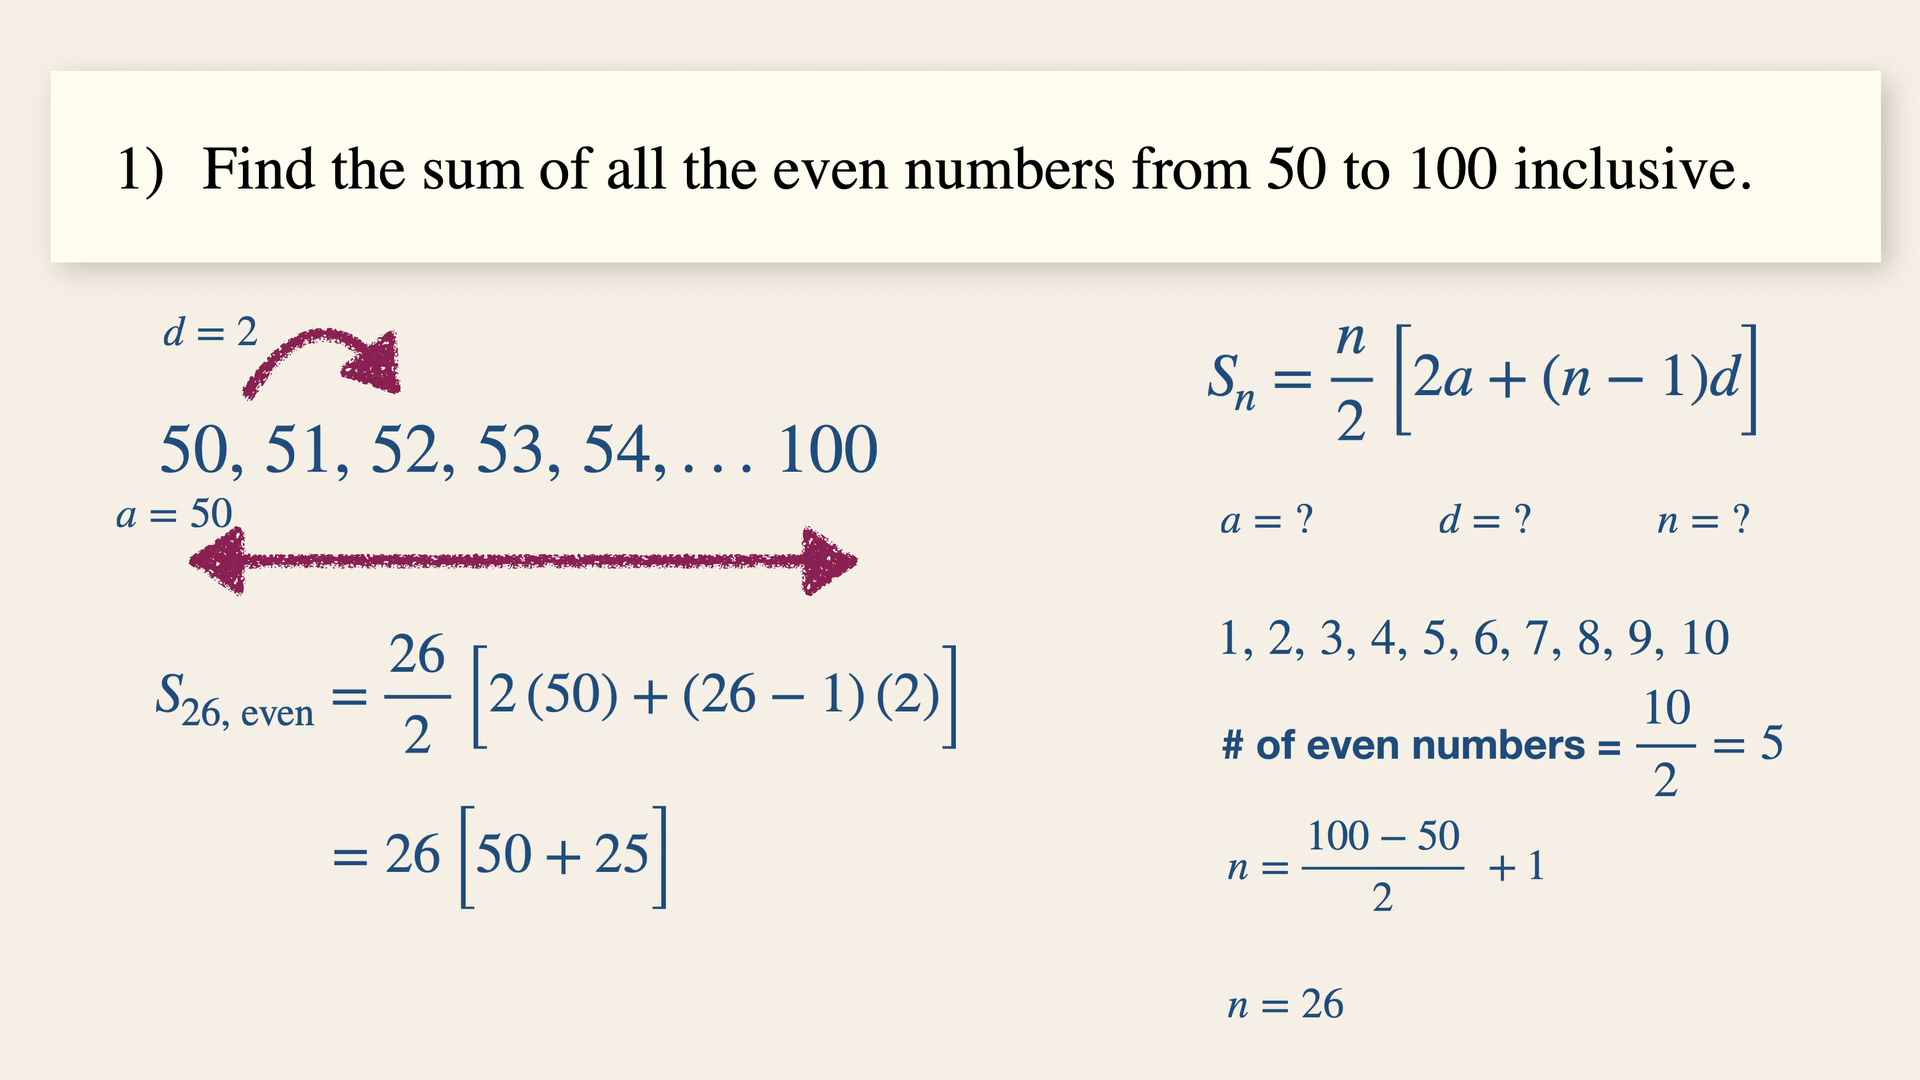 1) Find the sum of all the even numbers from 50 to 100 inclusive.
d = 2
50, 51, 52, 53, 54, . . . 100
a = 50
S26, even = 26/2 [2 (50) + (26 − 1) (2)]
= 26 [50 + 25]
Sn = n/2 [2a + (n − 1)d]
a = ? d = ? n = ?
1, 2, 3, 4, 5, 6, 7, 8, 9, 10
# of even numbers = 10/2 = 5
n = (100 − 50)/2 + 1
n = 26